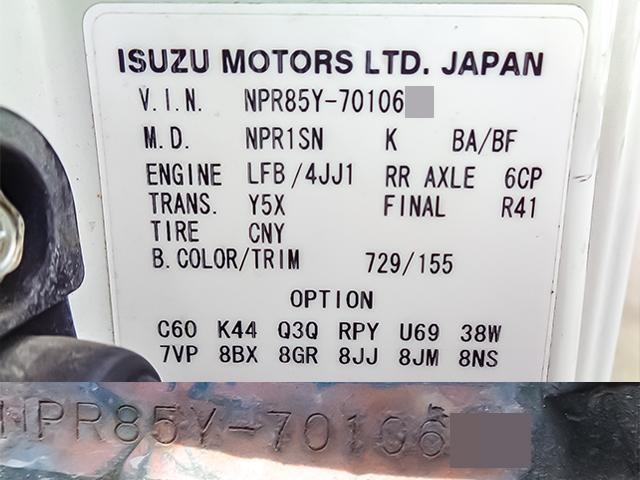 ISUZU MOTORS LTD. JAPAN
V.I.N. NPR85Y-70106
M.D. NPR1SN K BA/BF
ENGINE LFB/4JJ1 RR AXLE 6CP
TRANS. Y5X FINAL R41
TIRE CNY
B.COLOR/TRIM 729/155
OPTION
C60 K44 Q3Q RPY U69 38W
7VP 8BX 8GR 8JJ 8JM 8NS
NPR85Y-70106